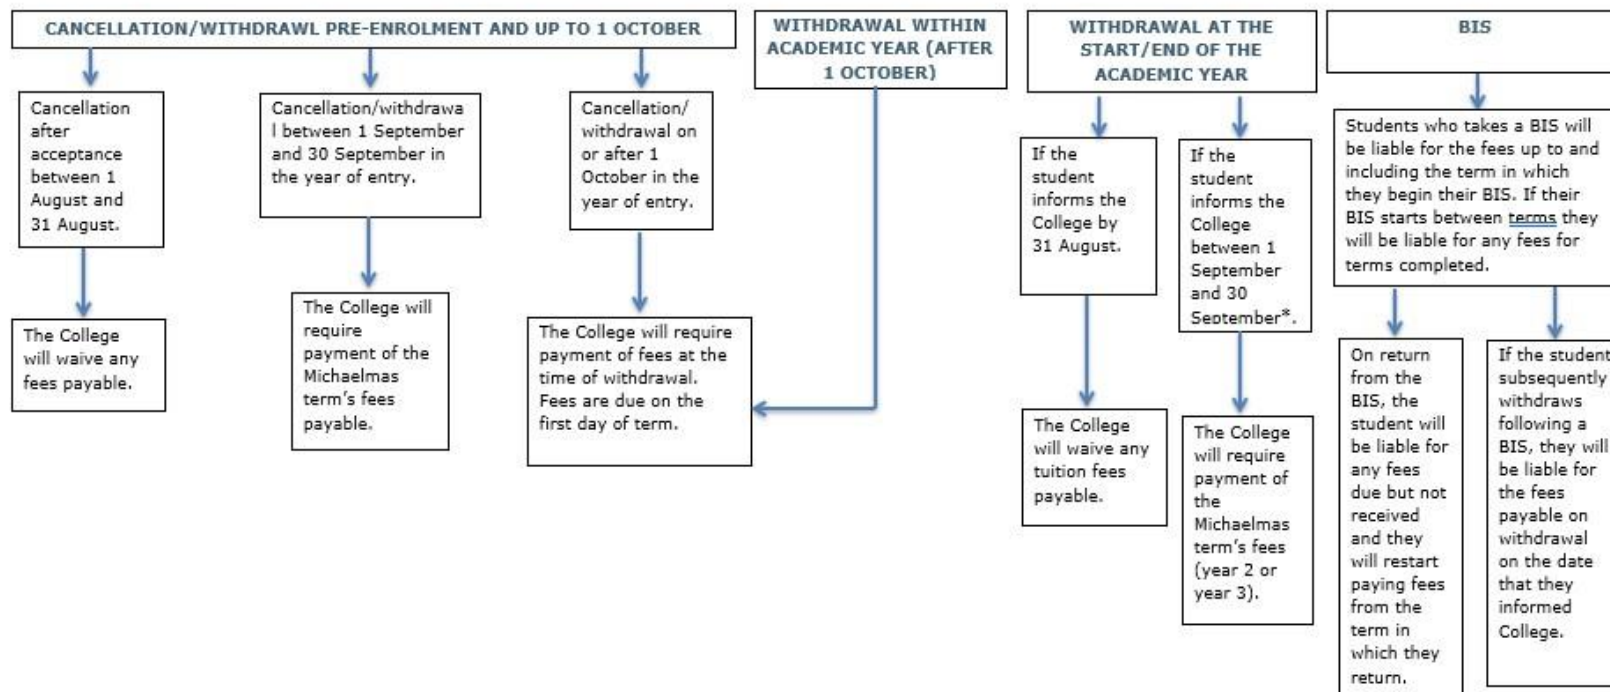 CANCELLATION/WITHDRAWL PRE-ENROLMENT AND UP TO 1 OCTOBER
Cancellation
after
acceptance
between 1
August and
31 August.
The College
will waive any
fees payable.
Cancellation/withdrawa
l between 1 September
and 30 September in
the year of entry.
The College will
require
payment of the
Michaelmas
term's fees
payable.
Cancellation/
withdrawal on
or after 1
October in the
year of entry.
The College will require
payment of fees at the
time of withdrawal.
Fees are due on the
first day of term.
WITHDRAWAL WITHIN
ACADEMIC YEAR (AFTER
1 OCTOBER)
WITHDRAWAL AT THE
START/END OF THE
ACADEMIC YEAR
If the
student
informs the
College by
31 August.
The College
will waive any
tuition fees
payable.
If the
student
informs the
College
between 1
September
and 30
September*.
The College
will require
payment of
the
Michaelmas
term's fees
(year 2 or
year 3).
BIS
Students who takes a BIS will
be liable for the fees up to and
including the term in which
they begin their BIS. If their
BIS starts between terms they
will be liable for any fees for
terms completed.
On return
from the
BIS, the
student will
be liable for
any fees
due but not
received
and they
will restart
paying fees
from the
term in
which they
return.
If the student
subsequently
withdraws
following a
BIS, they will
be liable for
the fees
payable on
withdrawal
on the date
that they
informed
College.